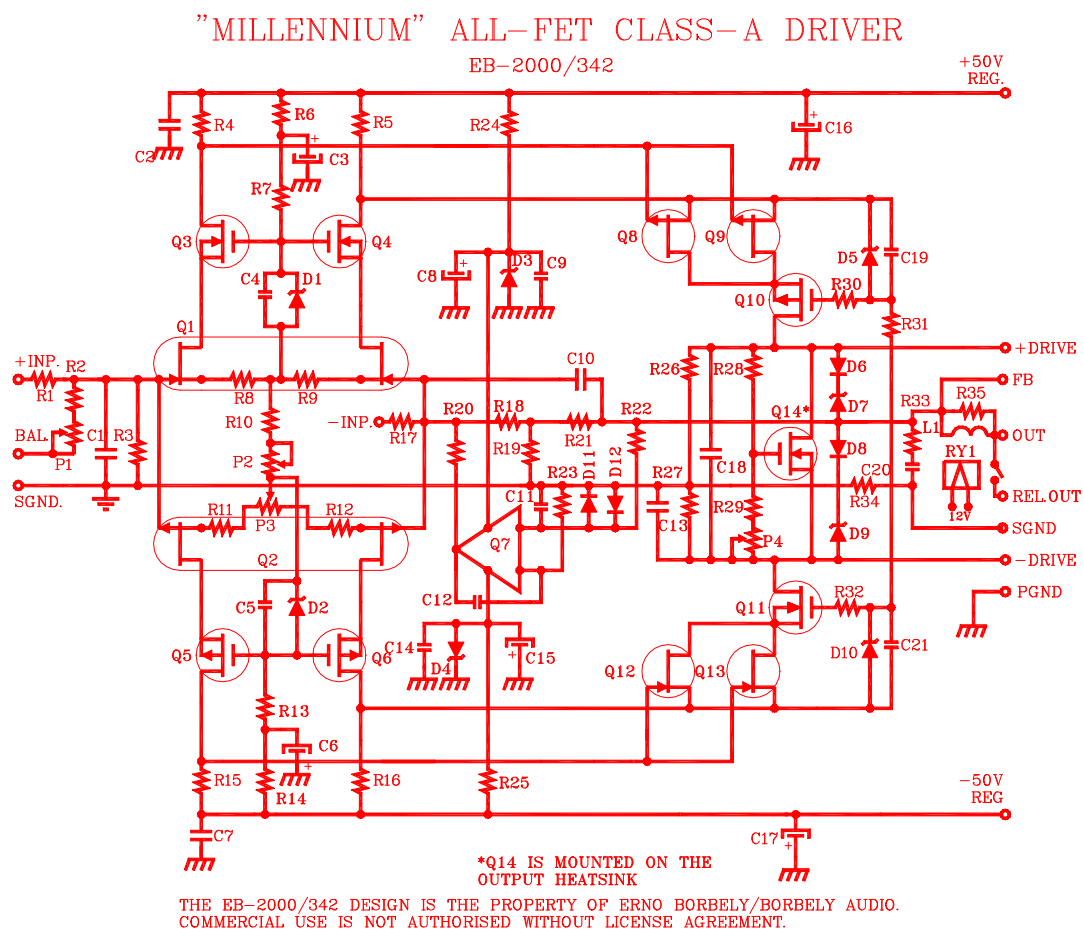 "MILLENNIUM" ALL-FET CLASS-A DRIVER
EB-2000/342
+50V
REG.
R4
R6
R5
R24
C16
C2
+
C3
+
R7
Q3
Q4
Q8
Q9
D5
C19
C8
+
D3
C9
C4
D1
Q10
R30
R31
Q1
+INP.
R2
R1
R8
R9
C10
R26
R28
+DRIVE
D6
FB
R10
-INP.
R17
R20
R18
R21
R22
Q14*
D7
R33
R35
BAL.
P1
C1
R3
P2
R19
L1
OUT
D8
RY1
SGND.
R23
D11
D12
R27
C18
C20
R34
12V
REL.OUT
R11
P3
R12
C11
C13
R29
Q7
P4
D9
SGND
Q2
-DRIVE
C5
D2
C12
Q11
R32
PGND
Q5
Q6
C14
D4
C15
+
Q12
Q13
D10
C21
R13
C6
+
R15
R14
R16
R25
-50V
REG
C7
C17
+
*Q14 IS MOUNTED ON THE
OUTPUT HEATSINK
THE EB-2000/342 DESIGN IS THE PROPERTY OF ERNO BORBELY/BORBELY AUDIO.
COMMERCIAL USE IS NOT AUTHORISED WITHOUT LICENSE AGREEMENT.